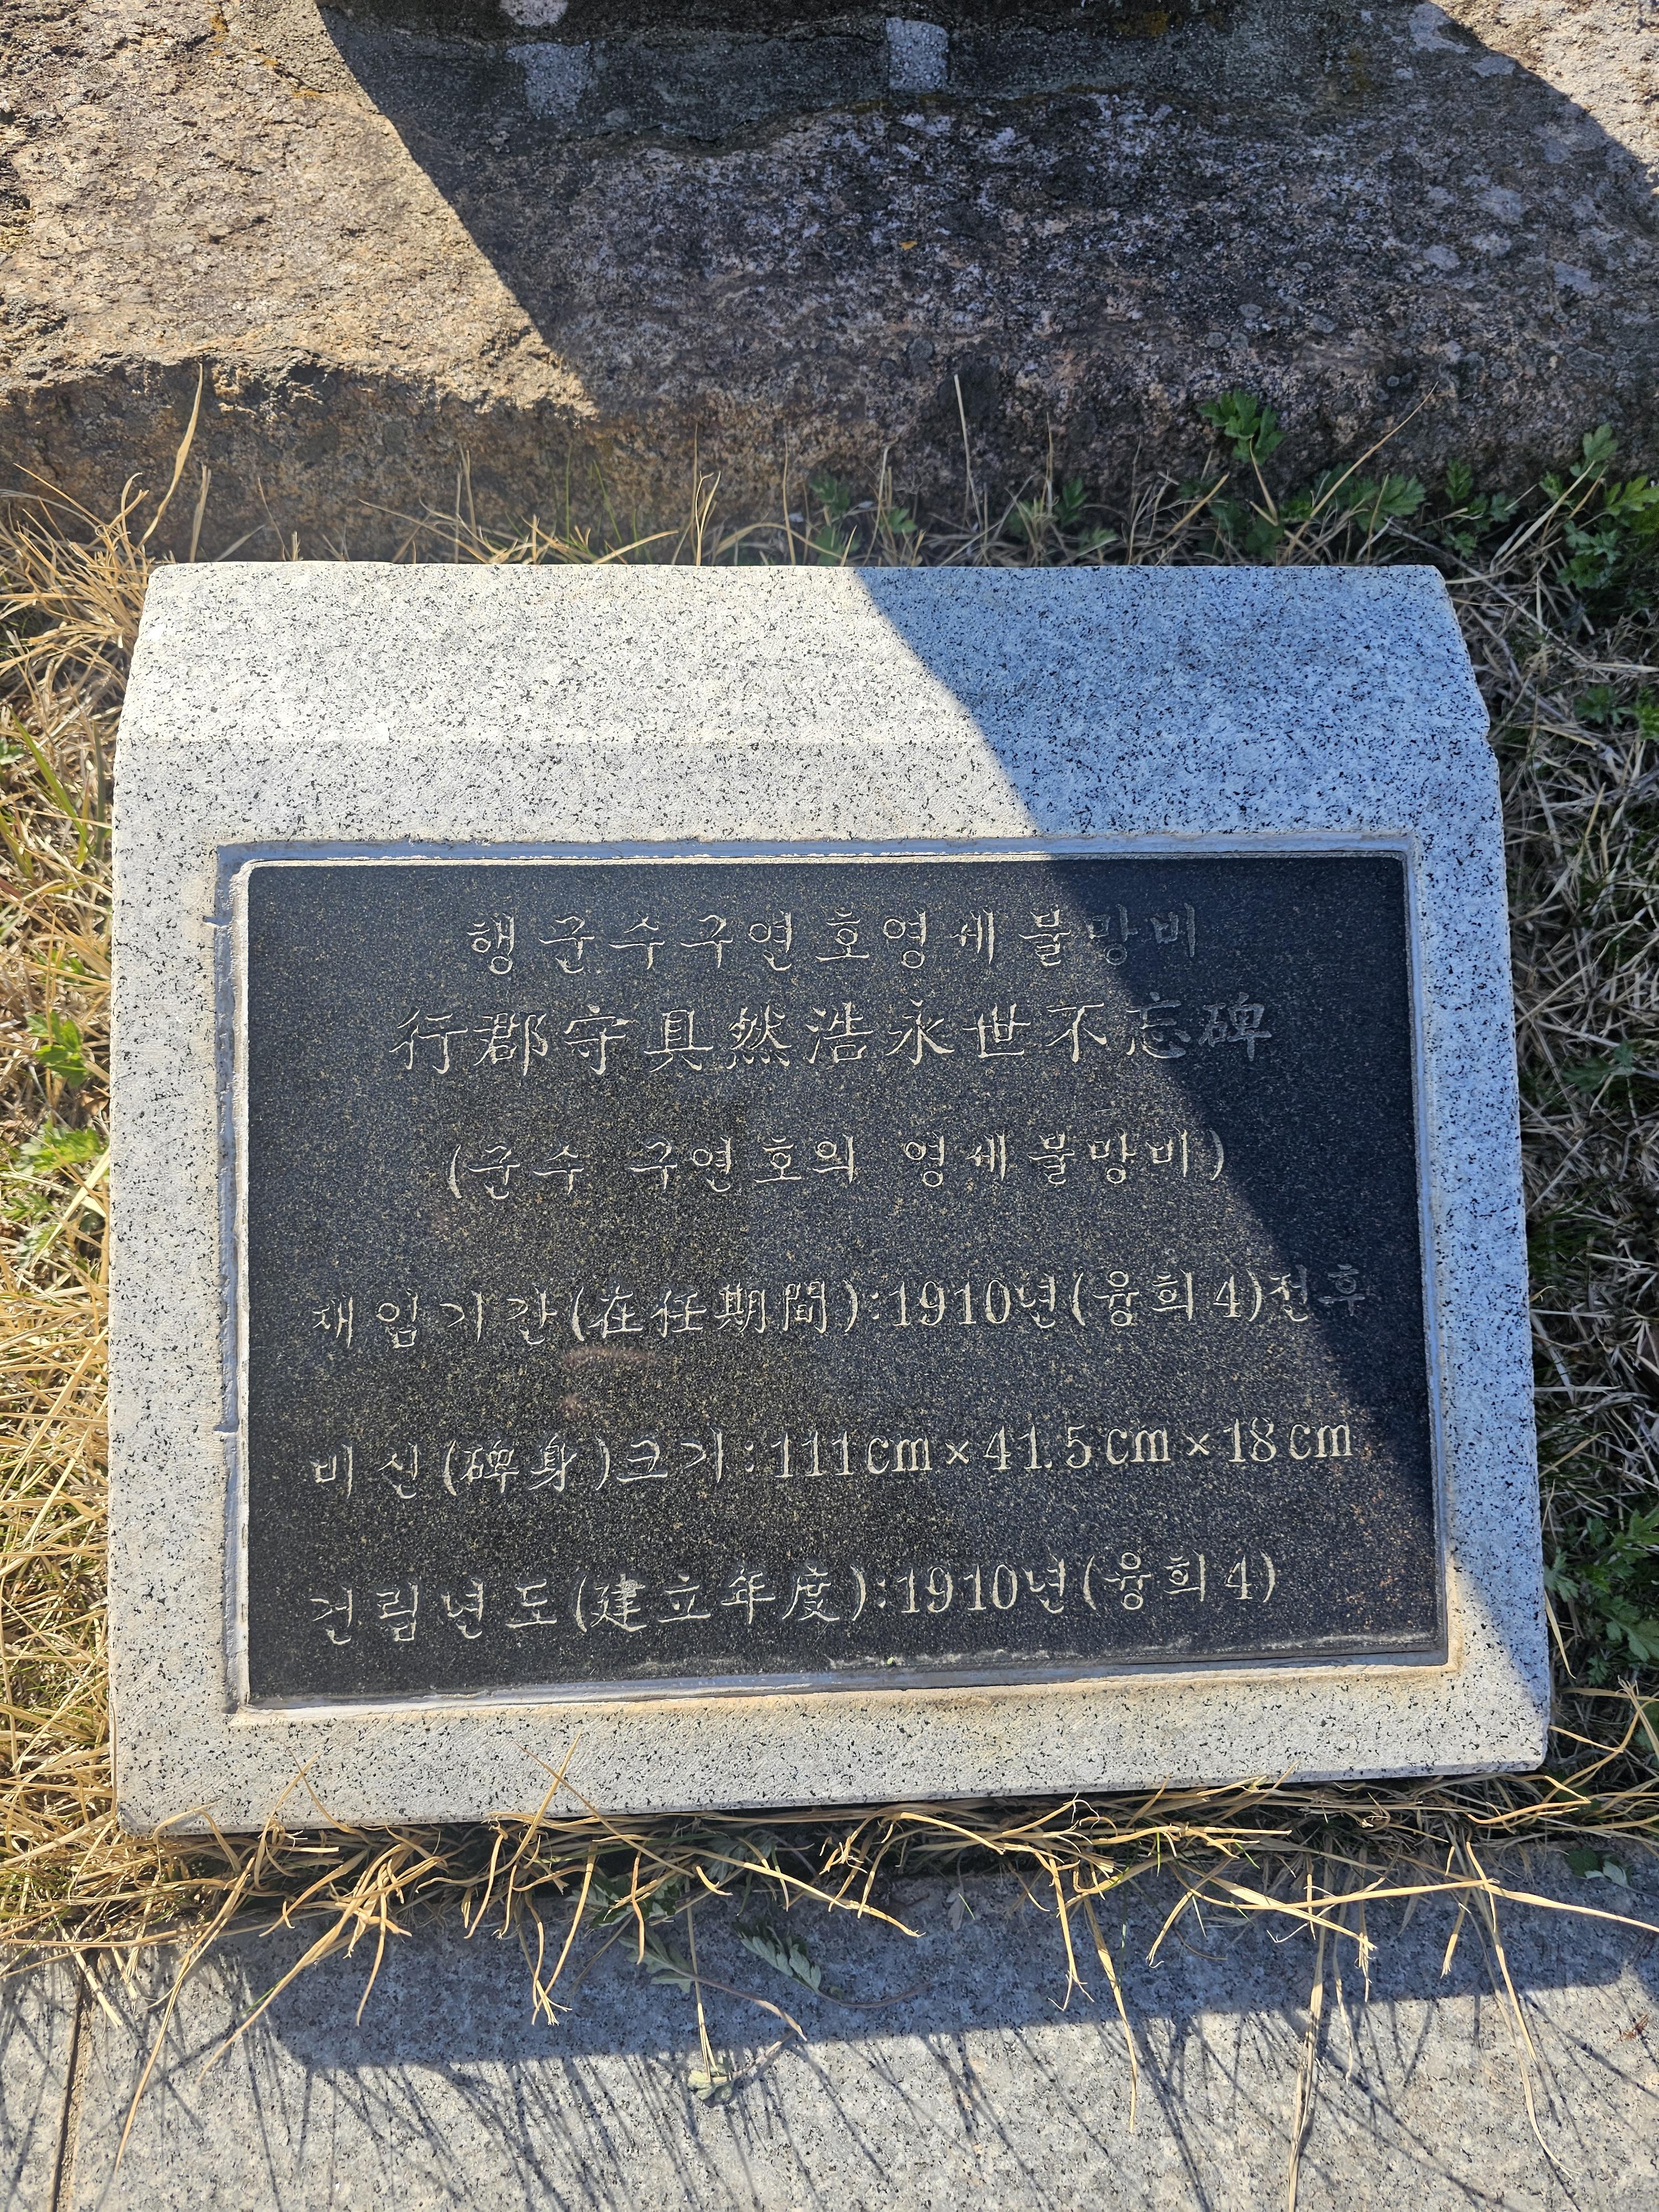 행군수구연호영세불망비
行郡守具然浩永世不忘碑
(군수 구연호의 영세불망비)
재임기간(在任期間):1910년(융희4)전후
비신(碑身)크기:111cm×41.5cm×18cm
건립년도(建立年度):1910년(융희4)